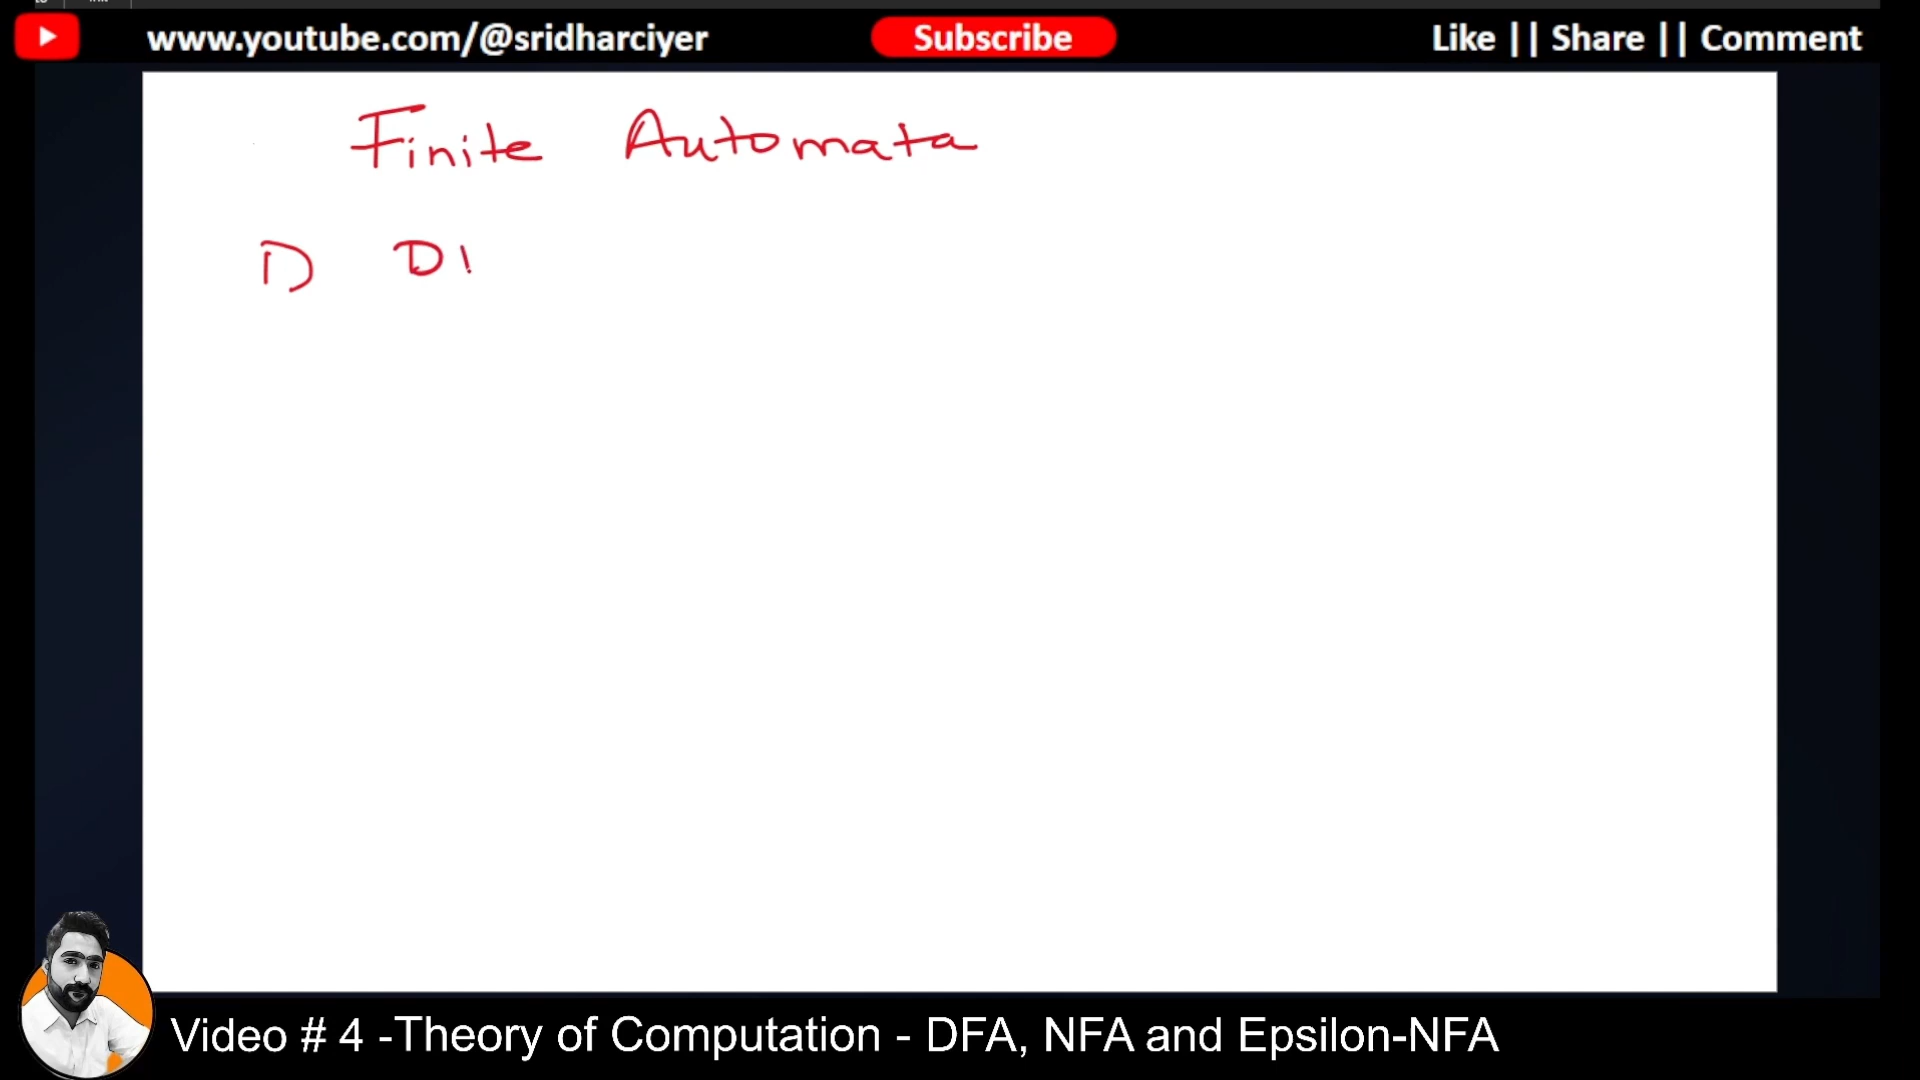 www.youtube.com/@sridharciyer Subscribe Like || Share || Comment
Finite Automata
1) D
Video # 4 -Theory of Computation - DFA, NFA and Epsilon-NFA